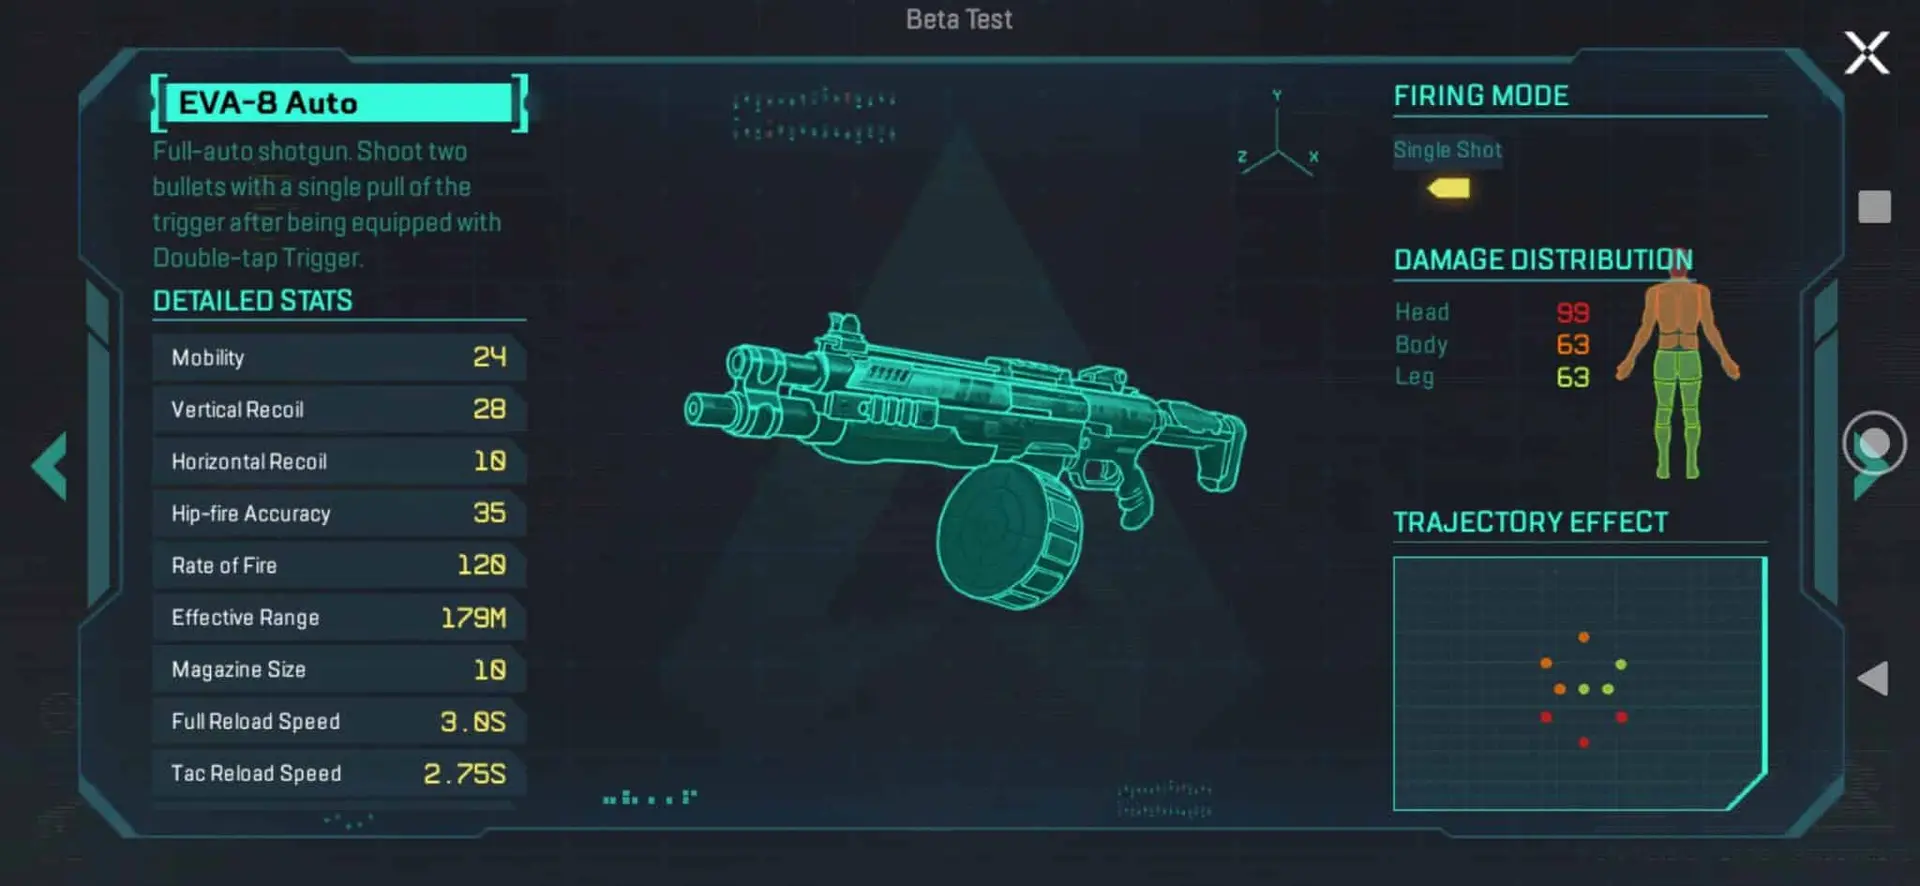 Beta Test
EVA-8 Auto
Full-auto shotgun. Shoot two
bullets with a single pull of the
trigger after being equipped with
Double-tap Trigger.
DETAILED STATS
Mobility 24
Vertical Recoil 28
Horizontal Recoil 10
Hip-fire Accuracy 35
Rate of Fire 120
Effective Range 179M
Magazine Size 10
Full Reload Speed 3.0S
Tac Reload Speed 2.75S
Y
Z X
FIRING MODE
Single Shot
DAMAGE DISTRIBUTION
Head 99
Body 63
Leg 63
TRAJECTORY EFFECT